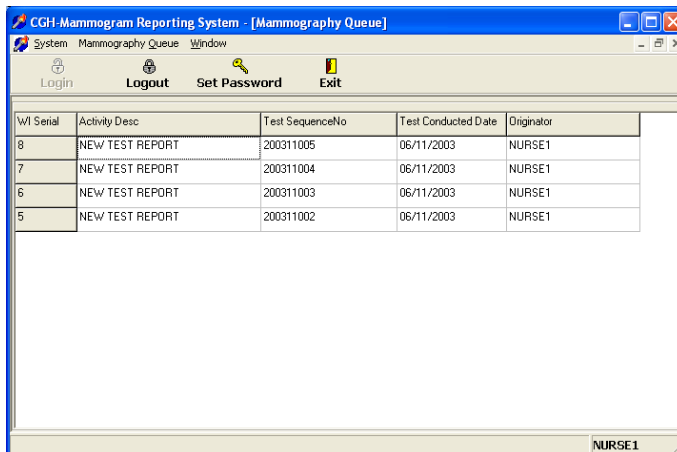 CGH-Mammogram Reporting System - [Mammography Queue]
System Mammography Queue Window
Login Logout Set Password Exit
WI Serial Activity Desc Test SequenceNo Test Conducted Date Originator
8 NEW TEST REPORT 200311005 06/11/2003 NURSE1
7 NEW TEST REPORT 200311004 06/11/2003 NURSE1
6 NEW TEST REPORT 200311003 06/11/2003 NURSE1
5 NEW TEST REPORT 200311002 06/11/2003 NURSE1
NURSE1